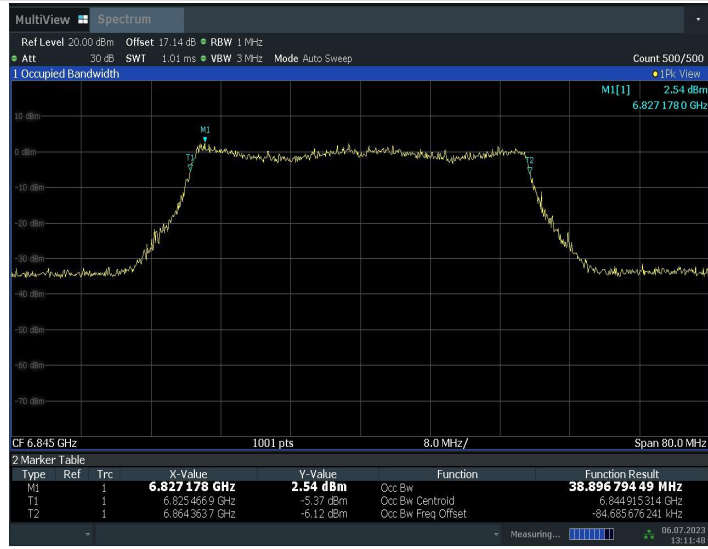 MultiView Spectrum
Ref Level 20.00 dBm Offset 17.14 dB RBW 1 MHz
Att 30 dB SWT 1.01 ms VBW 3 MHz Mode Auto Sweep Count 500/500
1 Occupied Bandwidth 1Pk View
M1[1] 2.54 dBm
6.827 178 0 GHz
10 dBm
M1
0 dBm
T1
T2
-10 dBm
-20 dBm
-30 dBm
-40 dBm
-50 dBm
-60 dBm
-70 dBm
CF 6.845 GHz 1001 pts 8.0 MHz/ Span 80.0 MHz
2 Marker Table
Type Ref Trc X-Value Y-Value Function Function Result
M1 1 6.827 178 GHz 2.54 dBm Occ Bw 38.896 794 49 MHz
T1 1 6.825 466 9 GHz -5.37 dBm Occ Bw Centroid 6.844 915 314 GHz
T2 1 6.864 363 7 GHz -6.12 dBm Occ Bw Freq Offset -84.685 676 241 kHz
Measuring... 06.07.2023
13:11:48